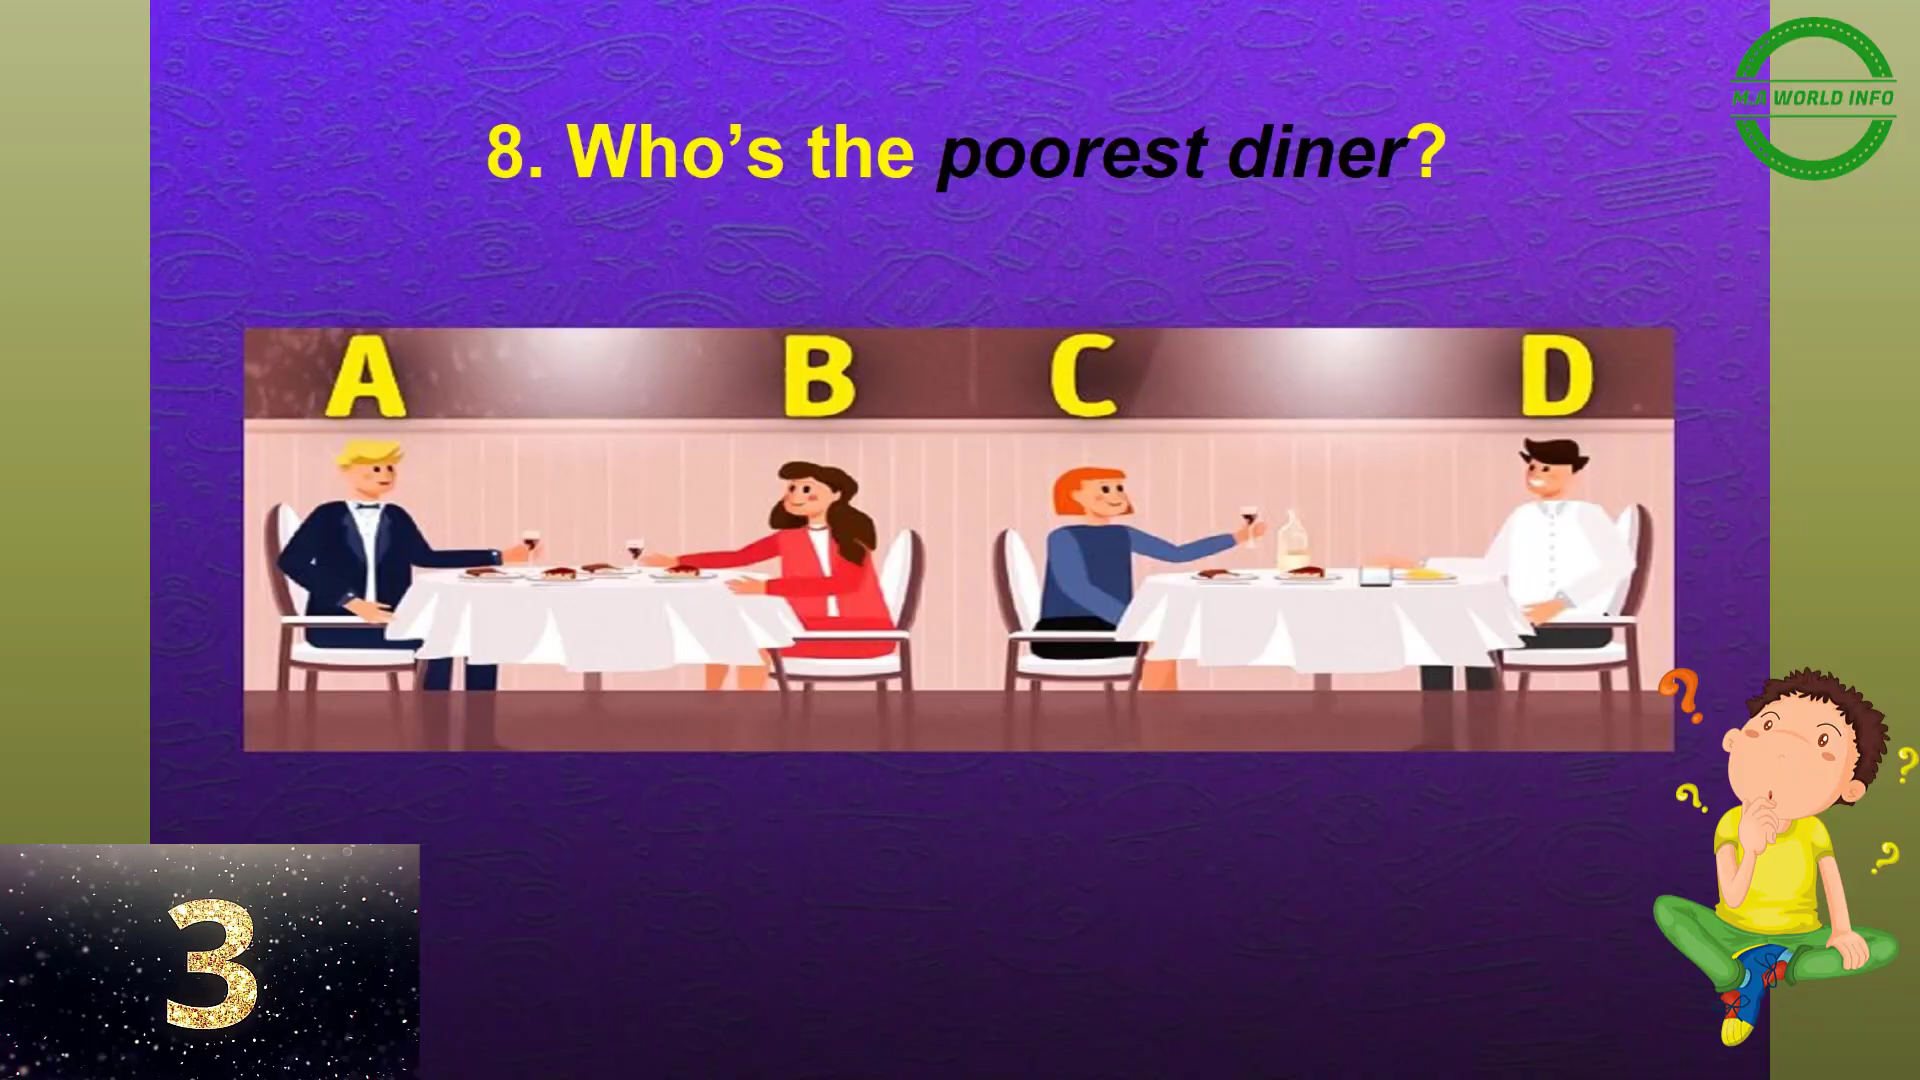 M.A WORLD INFO
8. Who’s the poorest diner?
A B C D
? ?
?
?
3